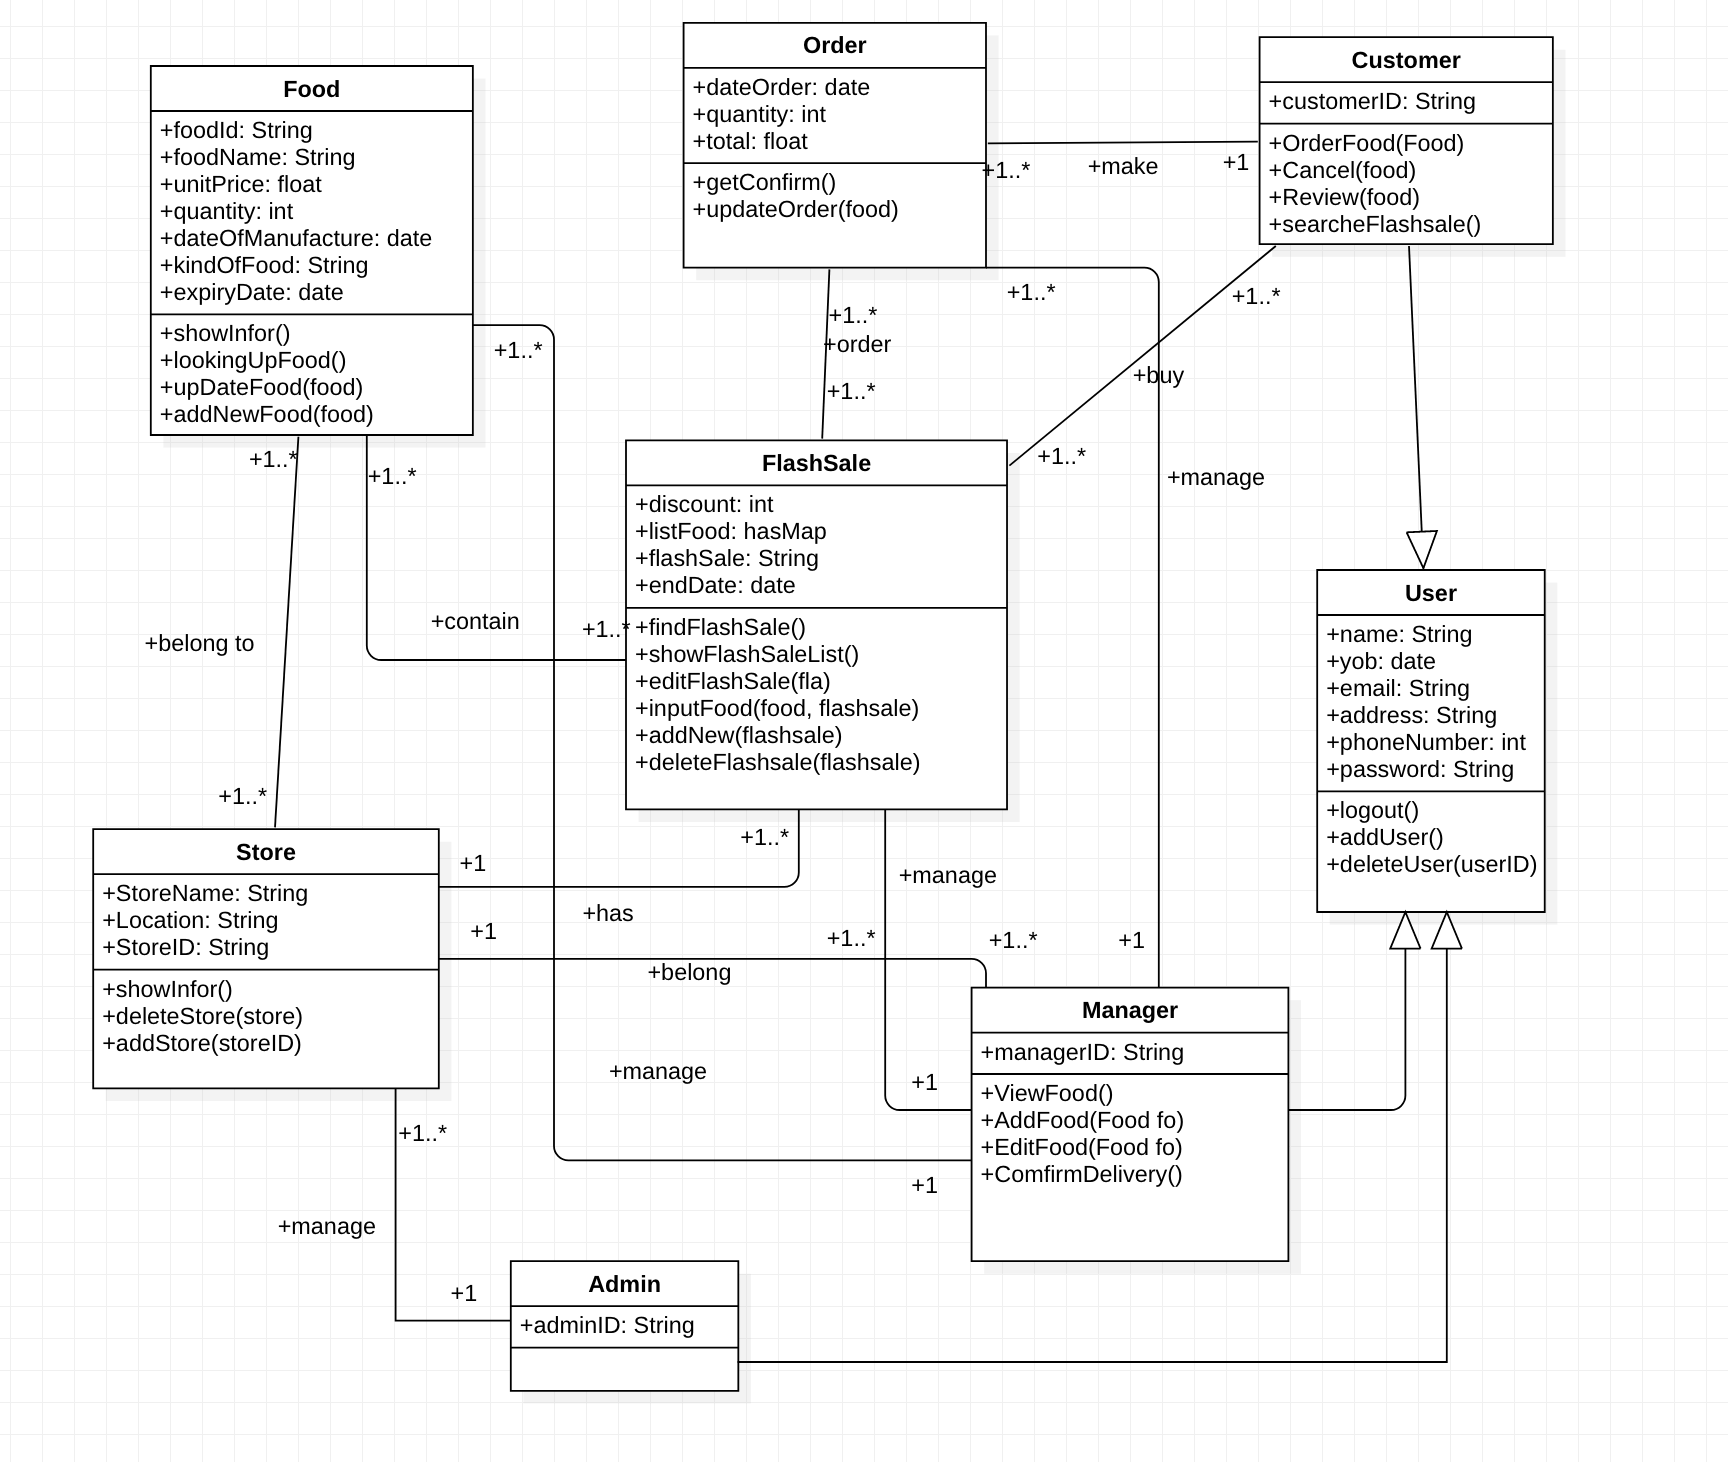 Order
+dateOrder: date
+quantity: int
+total: float
+getConfirm()
+updateOrder(food)
Customer
+customerID: String
+OrderFood(Food)
+Cancel(food)
+Review(food)
+searcheFlashsale()
Food
+foodId: String
+foodName: String
+unitPrice: float
+quantity: int
+dateOfManufacture: date
+kindOfFood: String
+expiryDate: date
+showInfor()
+lookingUpFood()
+upDateFood(food)
+addNewFood(food)
+1..*
+make
+1
+1..*
+1..*
+1..*
+order
+1..*
+1..*
+buy
+1..*
+1..*
+1..*
+manage
FlashSale
+discount: int
+listFood: hasMap
+flashSale: String
+endDate: date
+findFlashSale()
+showFlashSaleList()
+editFlashSale(fla)
+inputFood(food, flashsale)
+addNew(flashsale)
+deleteFlashsale(flashsale)
+contain
+1..*
+belong to
+1..*
User
+name: String
+yob: date
+email: String
+address: String
+phoneNumber: int
+password: String
+logout()
+addUser()
+deleteUser(userID)
Store
+StoreName: String
+Location: String
+StoreID: String
+showInfor()
+deleteStore(store)
+addStore(storeID)
+1..*
+1
+manage
+has
+1
+1..*
+1..*
+1
+belong
Manager
+managerID: String
+ViewFood()
+AddFood(Food fo)
+EditFood(Food fo)
+ComfirmDelivery()
+manage
+1
+1..*
+1
+manage
+1
Admin
+adminID: String